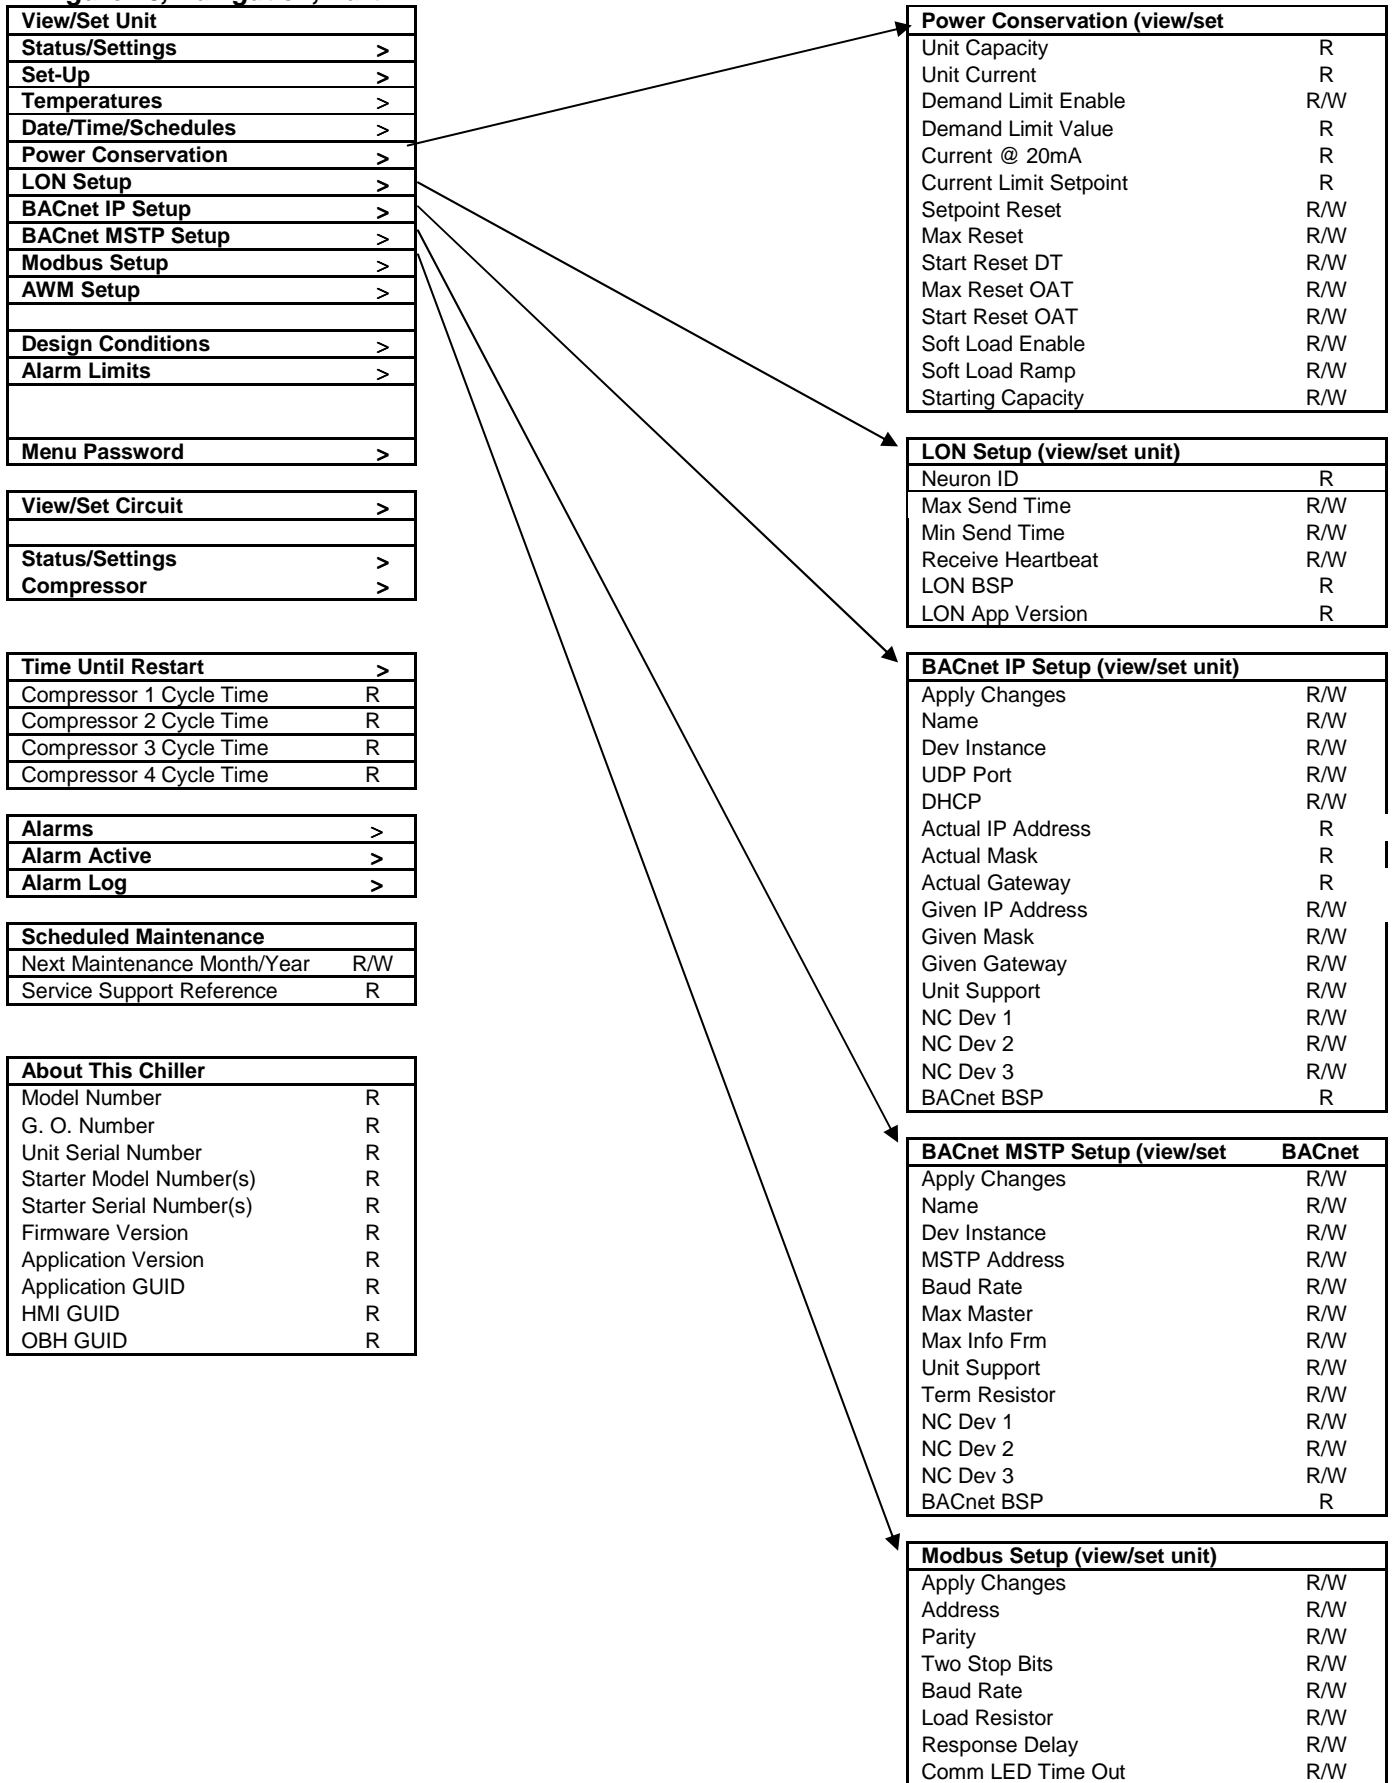 View/Set Unit
Status/Settings >
Set-Up >
Temperatures >
Date/Time/Schedules >
Power Conservation >
LON Setup >
BACnet IP Setup >
BACnet MSTP Setup >
Modbus Setup >
AWM Setup >
Design Conditions >
Alarm Limits >
Menu Password >
View/Set Circuit >
Status/Settings >
Compressor >
Time Until Restart >
Compressor 1 Cycle Time R
Compressor 2 Cycle Time R
Compressor 3 Cycle Time R
Compressor 4 Cycle Time R
Alarms >
Alarm Active >
Alarm Log >
Scheduled Maintenance
Next Maintenance Month/Year R/W
Service Support Reference R
About This Chiller
Model Number R
G. O. Number R
Unit Serial Number R
Starter Model Number(s) R
Starter Serial Number(s) R
Firmware Version R
Application Version R
Application GUID R
HMI GUID R
OBH GUID R
Power Conservation (view/set
Unit Capacity R
Unit Current R
Demand Limit Enable R/W
Demand Limit Value R
Current @ 20mA R
Current Limit Setpoint R
Setpoint Reset R/W
Max Reset R/W
Start Reset DT R/W
Max Reset OAT R/W
Start Reset OAT R/W
Soft Load Enable R/W
Soft Load Ramp R/W
Starting Capacity R/W
LON Setup (view/set unit)
Neuron ID R
Max Send Time R/W
Min Send Time R/W
Receive Heartbeat R/W
LON BSP R
LON App Version R
BACnet IP Setup (view/set unit)
Apply Changes R/W
Name R/W
Dev Instance R/W
UDP Port R/W
DHCP R/W
Actual IP Address R
Actual Mask R
Actual Gateway R
Given IP Address R/W
Given Mask R/W
Given Gateway R/W
Unit Support R/W
NC Dev 1 R/W
NC Dev 2 R/W
NC Dev 3 R/W
BACnet BSP R
BACnet MSTP Setup (view/set BACnet
Apply Changes R/W
Name R/W
Dev Instance R/W
MSTP Address R/W
Baud Rate R/W
Max Master R/W
Max Info Frm R/W
Unit Support R/W
Term Resistor R/W
NC Dev 1 R/W
NC Dev 2 R/W
NC Dev 3 R/W
BACnet BSP R
Modbus Setup (view/set unit)
Apply Changes R/W
Address R/W
Parity R/W
Two Stop Bits R/W
Baud Rate R/W
Load Resistor R/W
Response Delay R/W
Comm LED Time Out R/W